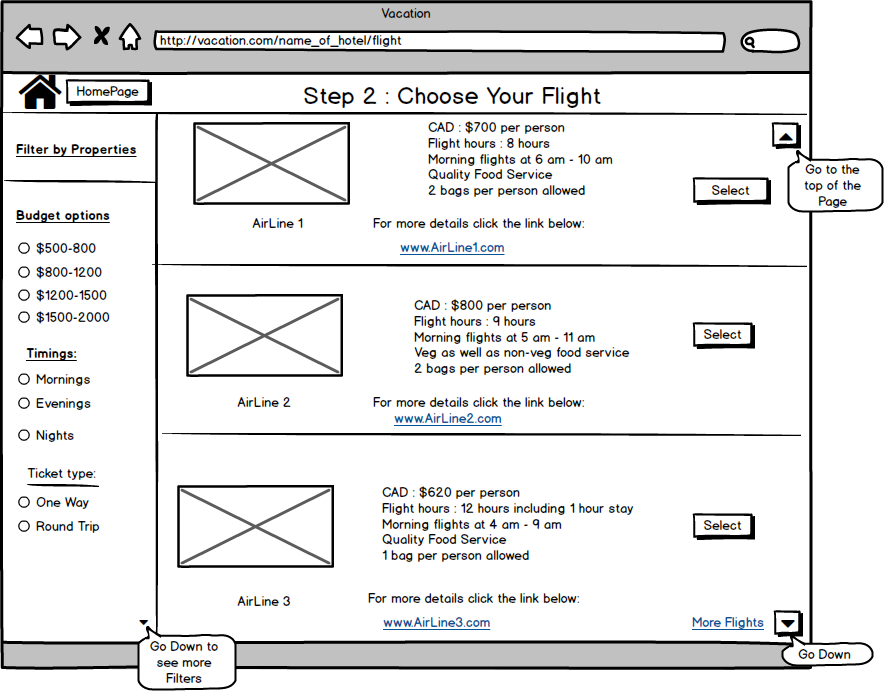 Vacation
http://vacation.com/name_of_hotel/flight
HomePage
Step 2 : Choose Your Flight
Filter by Properties
Budget options
$500-800
$800-1200
$1200-1500
$1500-2000
Timings:
Mornings
Evenings
Nights
Ticket type:
One Way
Round Trip
Go Down to
see more
Filters
AirLine 1
CAD : $700 per person
Flight hours : 8 hours
Morning flights at 6 am - 10 am
Quality Food Service
2 bags per person allowed
For more details click the link below:
www.AirLine1.com
Select
Go to the
top of the
Page
AirLine 2
CAD : $800 per person
Flight hours : 9 hours
Morning flights at 5 am - 11 am
Veg as well as non-veg food service
2 bags per person allowed
For more details click the link below:
www.AirLine2.com
Select
AirLine 3
CAD : $620 per person
Flight hours : 12 hours including 1 hour stay
Morning flights at 4 am - 9 am
Quality Food Service
1 bag per person allowed
For more details click the link below:
www.AirLine3.com
Select
More Flights
Go Down